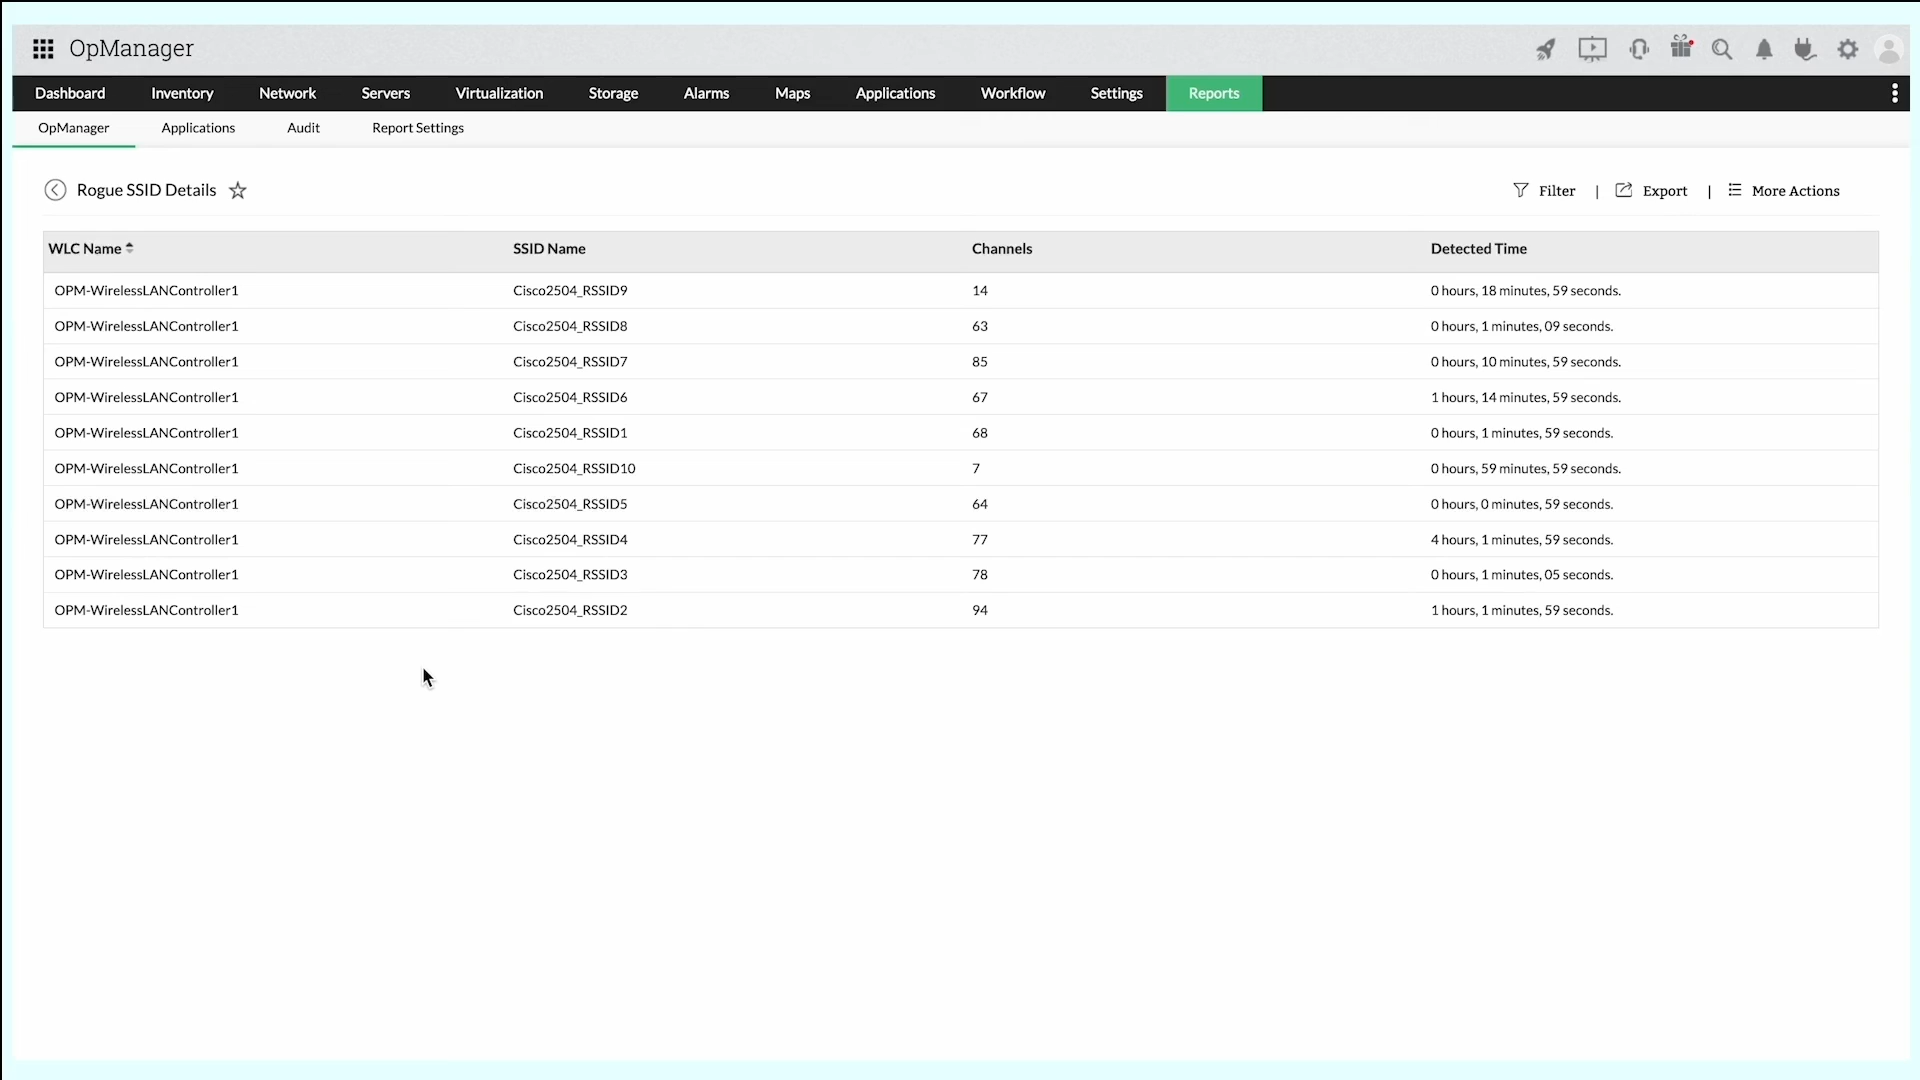 OpManager
Dashboard Inventory Network Servers Virtualization Storage Alarms Maps Applications Workflow Settings Reports
OpManager Applications Audit Report Settings
Rogue SSID Details Filter | Export | More Actions
WLC Name SSID Name Channels Detected Time
OPM-WirelessLANController1 Cisco2504_RSSID9 14 0 hours, 18 minutes, 59 seconds.
OPM-WirelessLANController1 Cisco2504_RSSID8 63 0 hours, 1 minutes, 09 seconds.
OPM-WirelessLANController1 Cisco2504_RSSID7 85 0 hours, 10 minutes, 59 seconds.
OPM-WirelessLANController1 Cisco2504_RSSID6 67 1 hours, 14 minutes, 59 seconds.
OPM-WirelessLANController1 Cisco2504_RSSID1 68 0 hours, 1 minutes, 59 seconds.
OPM-WirelessLANController1 Cisco2504_RSSID10 7 0 hours, 59 minutes, 59 seconds.
OPM-WirelessLANController1 Cisco2504_RSSID5 64 0 hours, 0 minutes, 59 seconds.
OPM-WirelessLANController1 Cisco2504_RSSID4 77 4 hours, 1 minutes, 59 seconds.
OPM-WirelessLANController1 Cisco2504_RSSID3 78 0 hours, 1 minutes, 05 seconds.
OPM-WirelessLANController1 Cisco2504_RSSID2 94 1 hours, 1 minutes, 59 seconds.